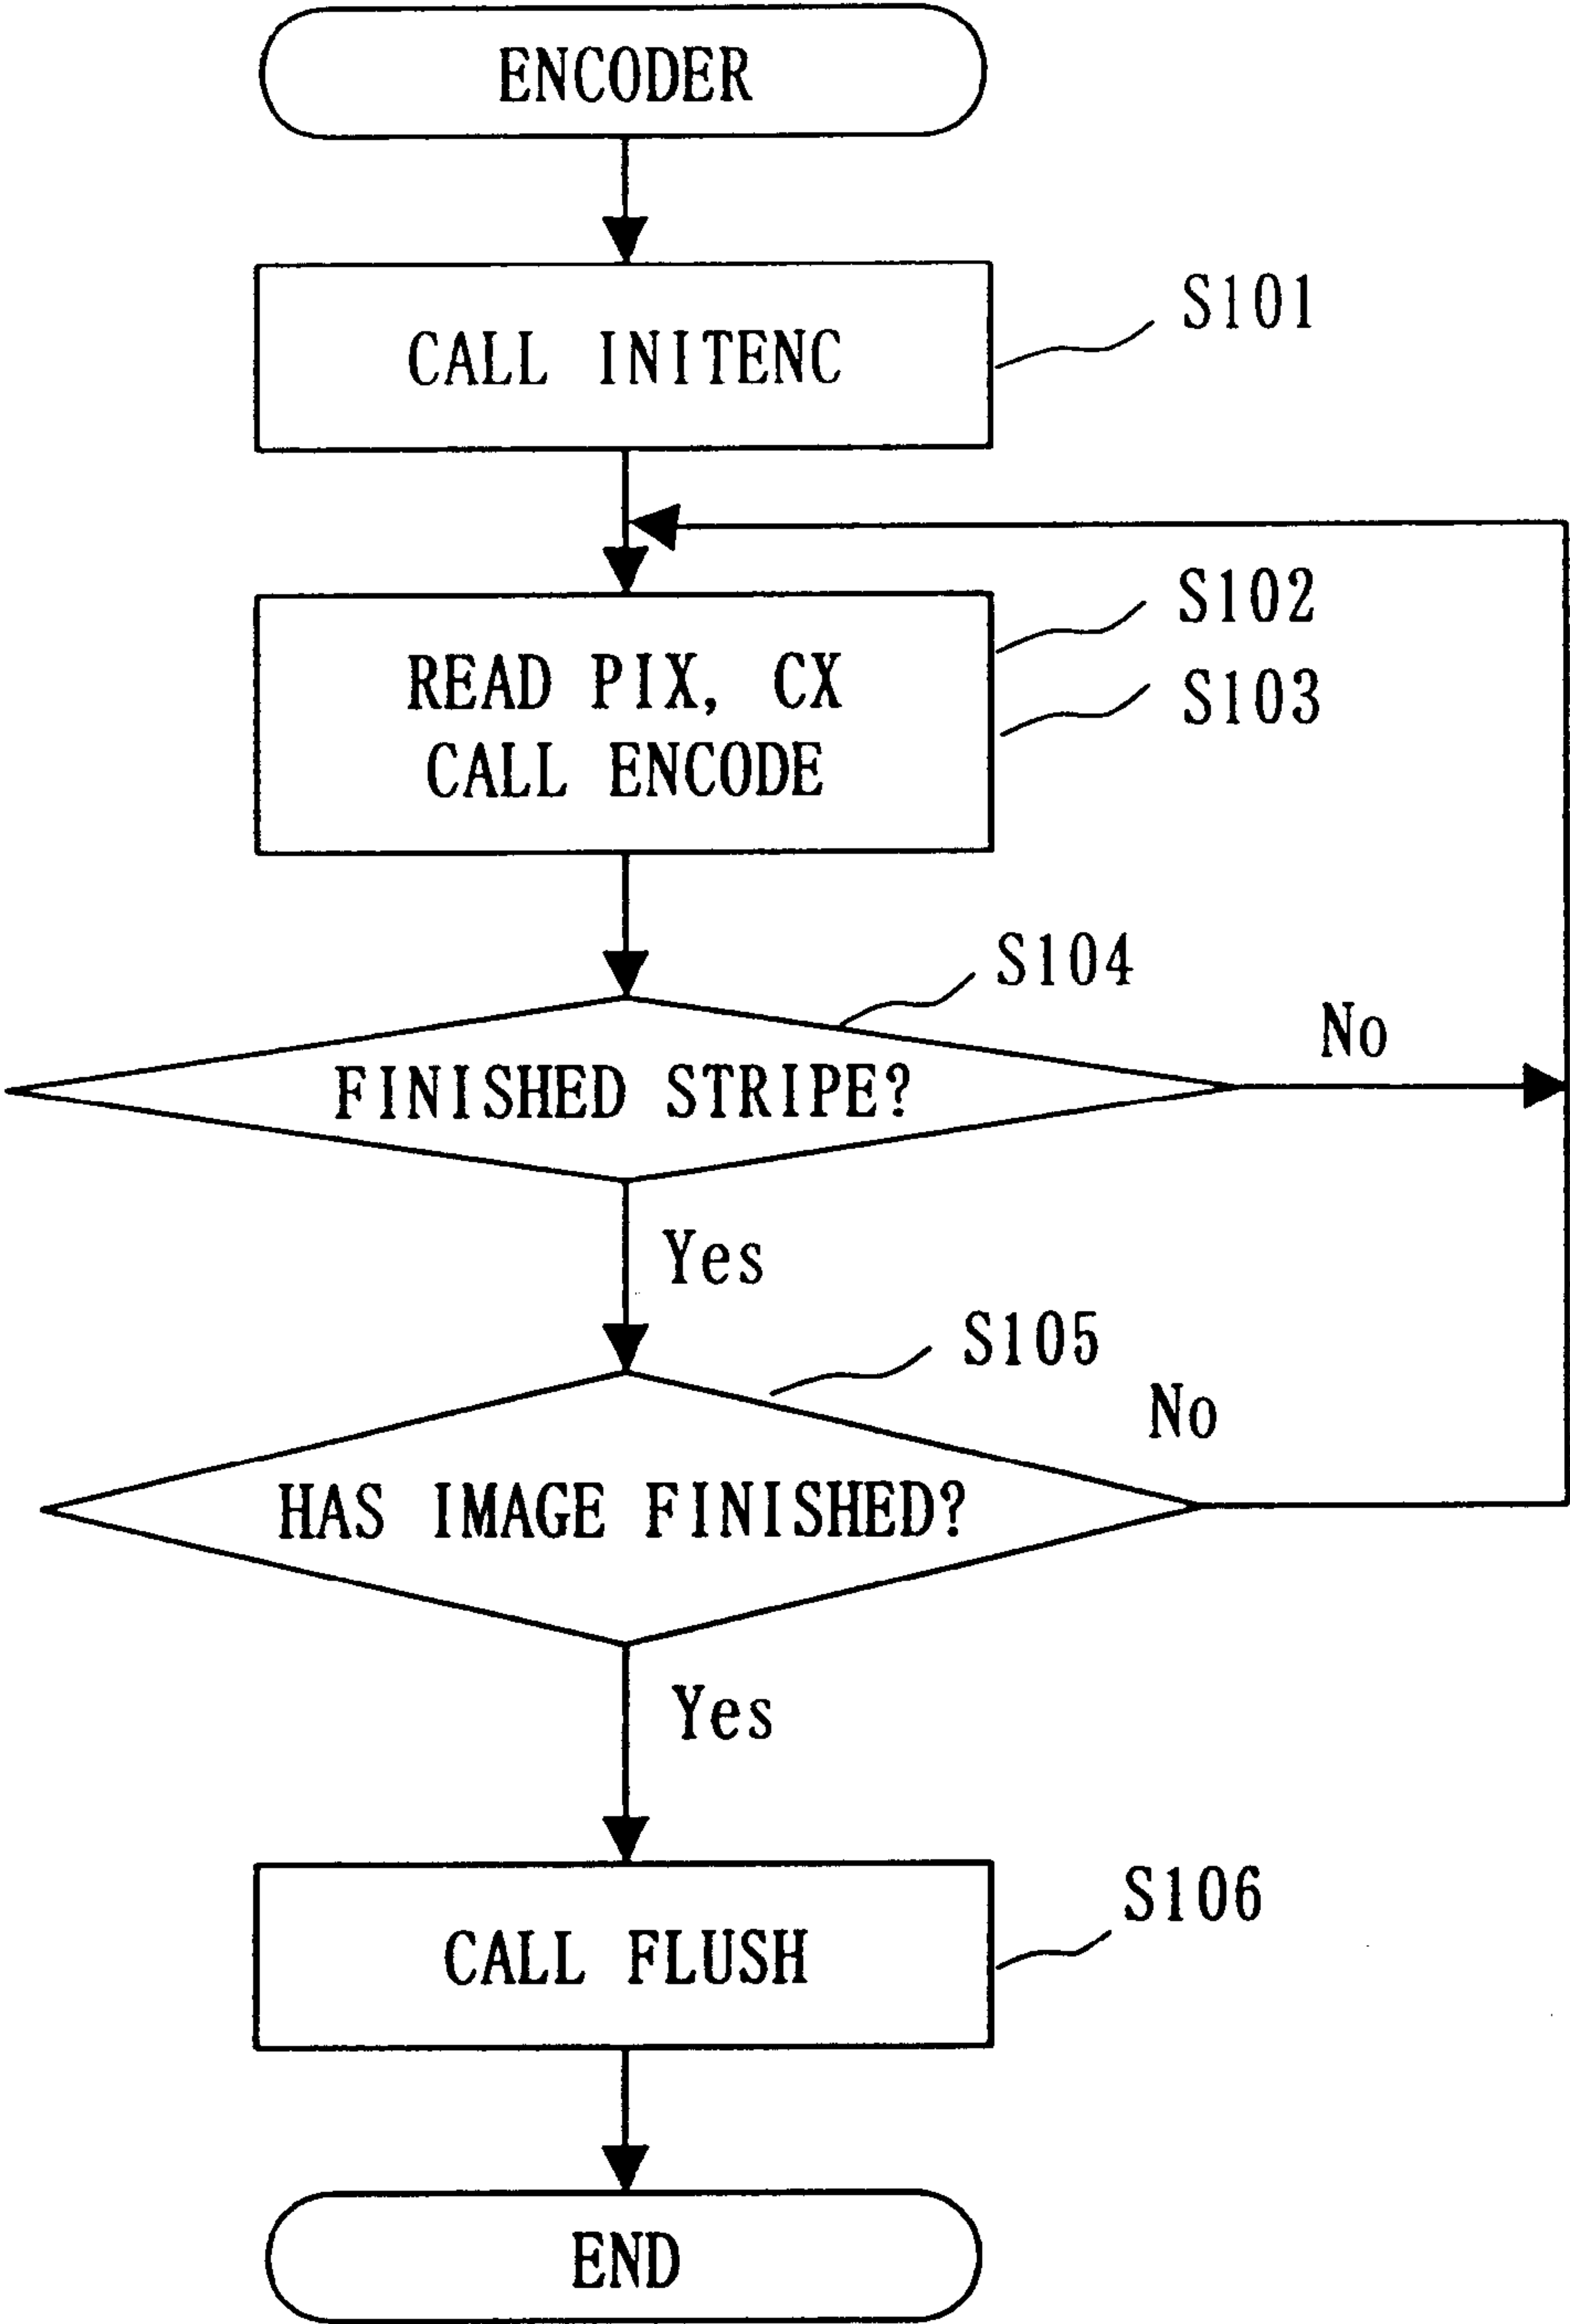 ENCODER
CALL INITENC
S101
READ PIX, CX
CALL ENCODE
S102
S103
S104
FINISHED STRIPE?
No
Yes
S105
HAS IMAGE FINISHED?
No
Yes
CALL FLUSH
S106
END